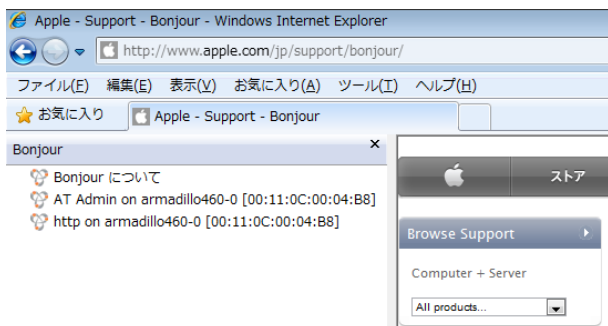 Apple - Support - Bonjour - Windows Internet Explorer
http://www.apple.com/jp/support/bonjour/
ファイル(F) 編集(E) 表示(V) お気に入り(A) ツール(T) ヘルプ(H)
お気に入り Apple - Support - Bonjour
Bonjour
Bonjour について
AT Admin on armadillo460-0 [00:11:0C:00:04:B8]
http on armadillo460-0 [00:11:0C:00:04:B8]
ストア
Browse Support
Computer + Server
All products...